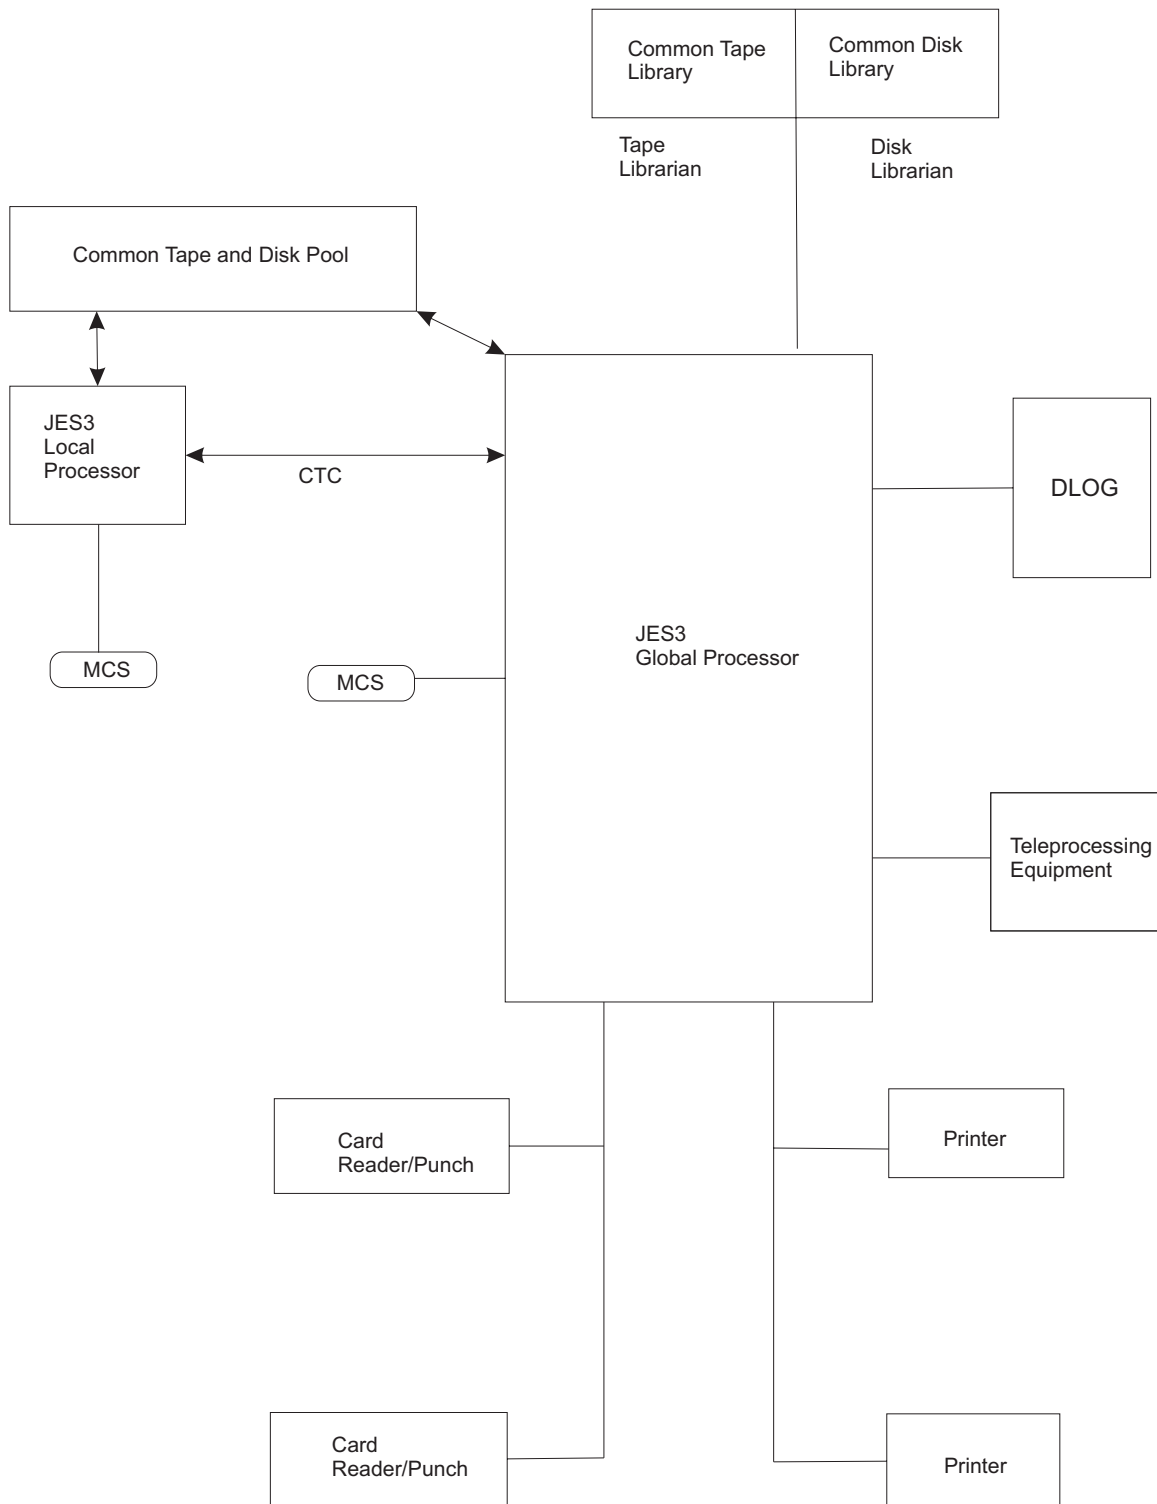 Common Tape
Library
Common Disk
Library
Tape
Librarian
Disk
Librarian
Common Tape and Disk Pool
JES3
Local
Processor
CTC
DLOG
JES3
Global Processor
MCS
MCS
Teleprocessing
Equipment
Card
Reader/Punch
Printer
Card
Reader/Punch
Printer